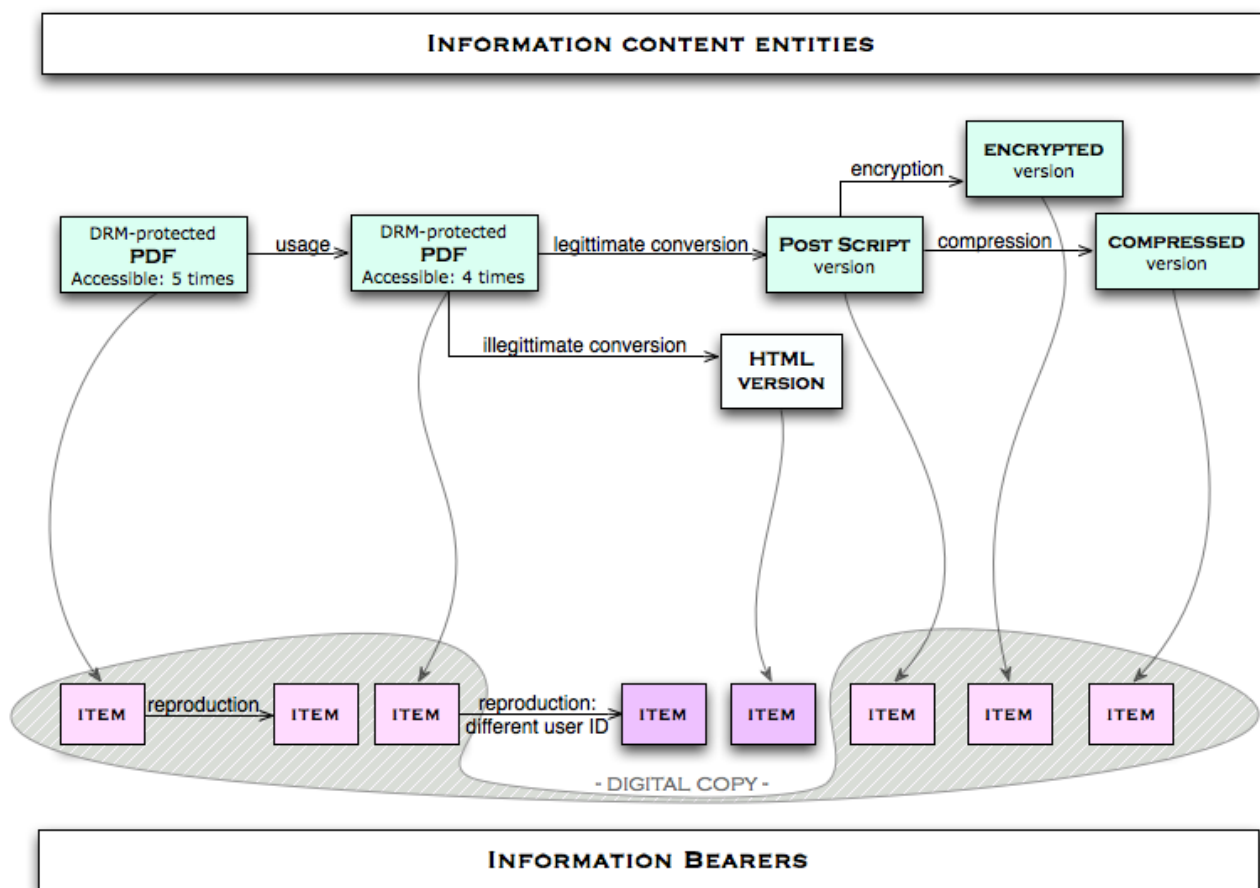 INFORMATION CONTENT ENTITIES
ENCRYPTED
version
encryption
DRM-protected
PDF
Accessible: 5 times
usage
DRM-protected
PDF
Accessible: 4 times
legittimate conversion
POST SCRIPT
version
compression
COMPRESSED
version
illegittimate conversion
HTML
VERSION
ITEM
reproduction
ITEM
ITEM
reproduction:
different user ID
ITEM
ITEM
ITEM
ITEM
ITEM
- DIGITAL COPY -
INFORMATION BEARERS